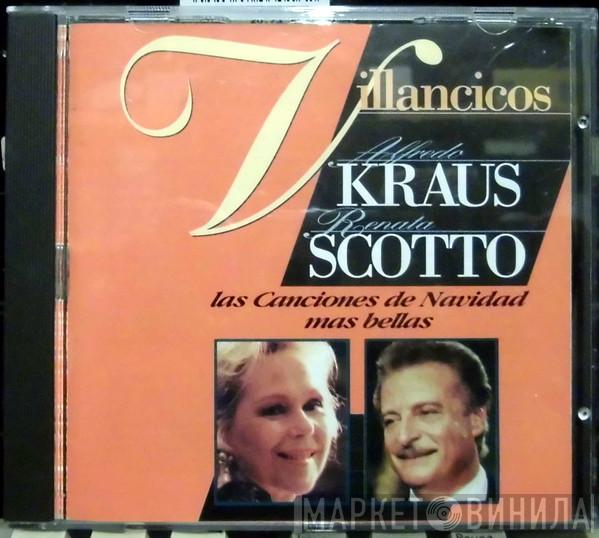 Villancicos
Alfredo
KRAUS
Renata
SCOTTO
las Canciones de Navidad
mas bellas
МАРКЕТ ВИНИЛА